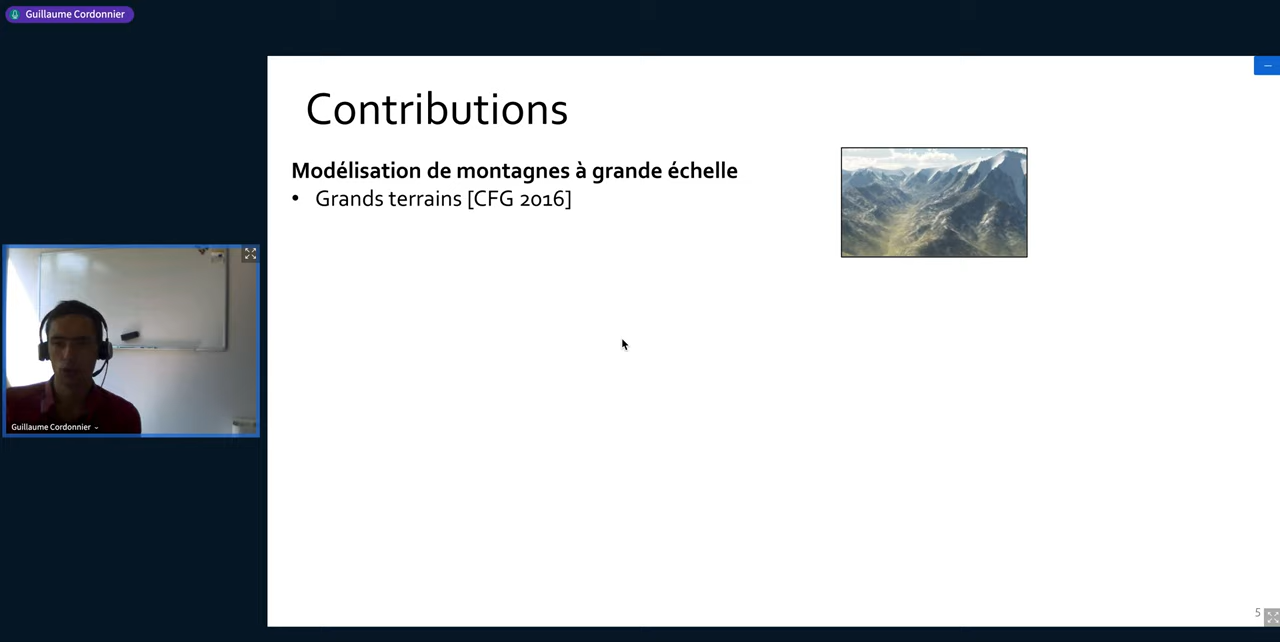 Guillaume Cordonnier
Contributions
Modélisation de montagnes à grande échelle
• Grands terrains [CFG 2016]
Guillaume Cordonnier
5